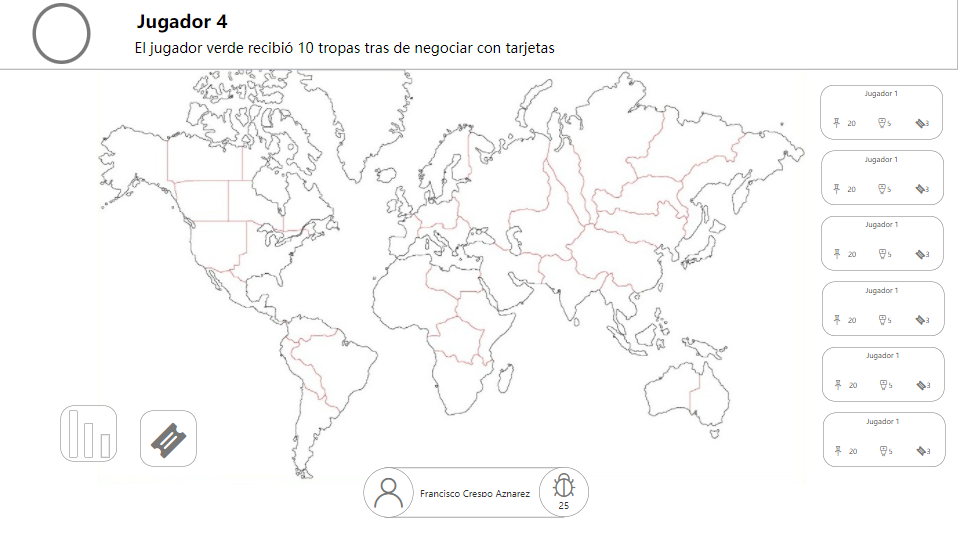 Jugador 4
El jugador verde recibió 10 tropas tras de negociar con tarjetas
Jugador 1
20 5 3
Jugador 1
20 5 3
Jugador 1
20 5 3
Jugador 1
20 5 3
Jugador 1
20 5 3
Jugador 1
20 5 3
Francisco Crespo Aznarez
25